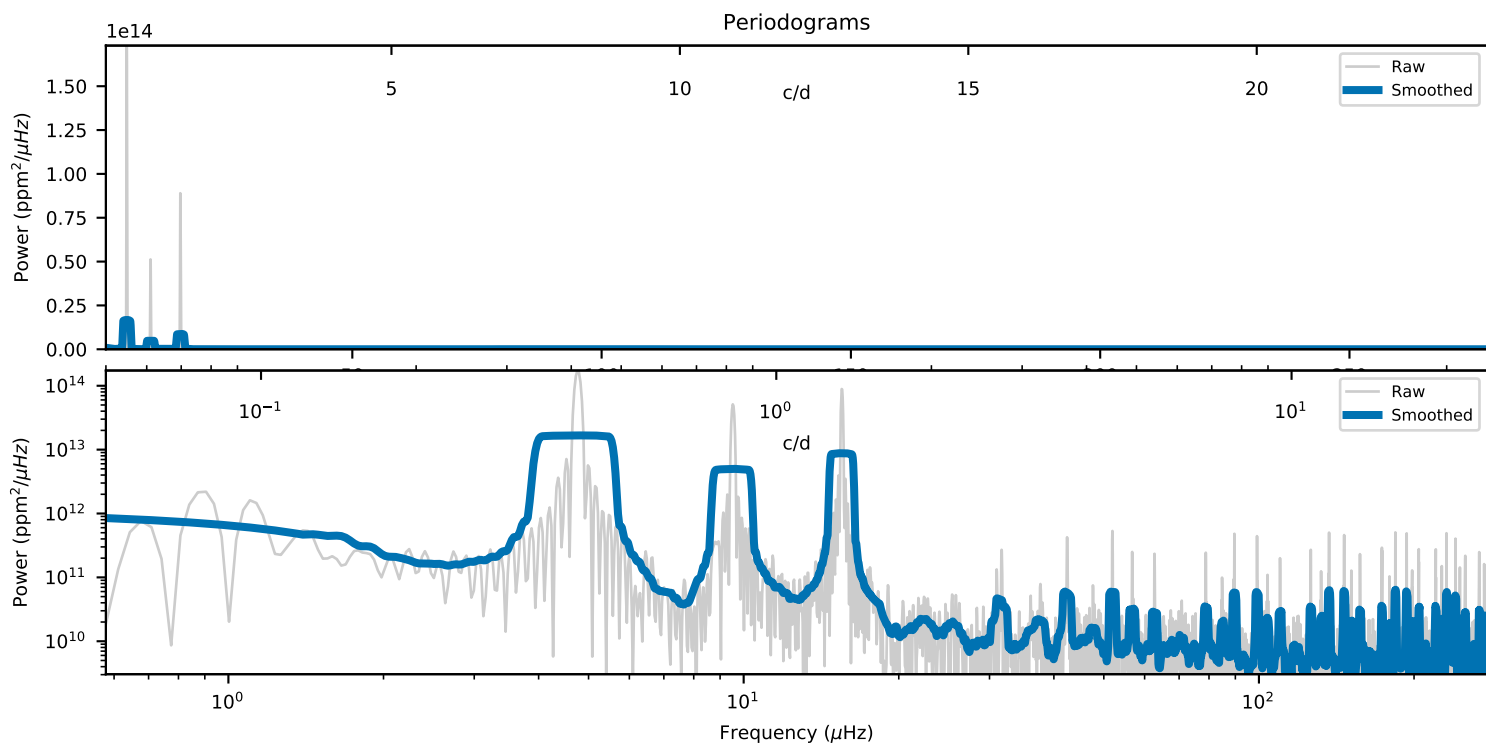 Periodograms
1e14
5 10 15 20
c/d
Raw
Smoothed
1.50
1.25
1.00
0.75
0.50
0.25
0.00
Power (ppm²/μHz)
10⁻¹ 10⁰ 10¹
c/d
Raw
Smoothed
10¹⁴
10¹³
10¹²
10¹¹
10¹⁰
Power (ppm²/μHz)
10⁰ 10¹ 10²
Frequency (μHz)